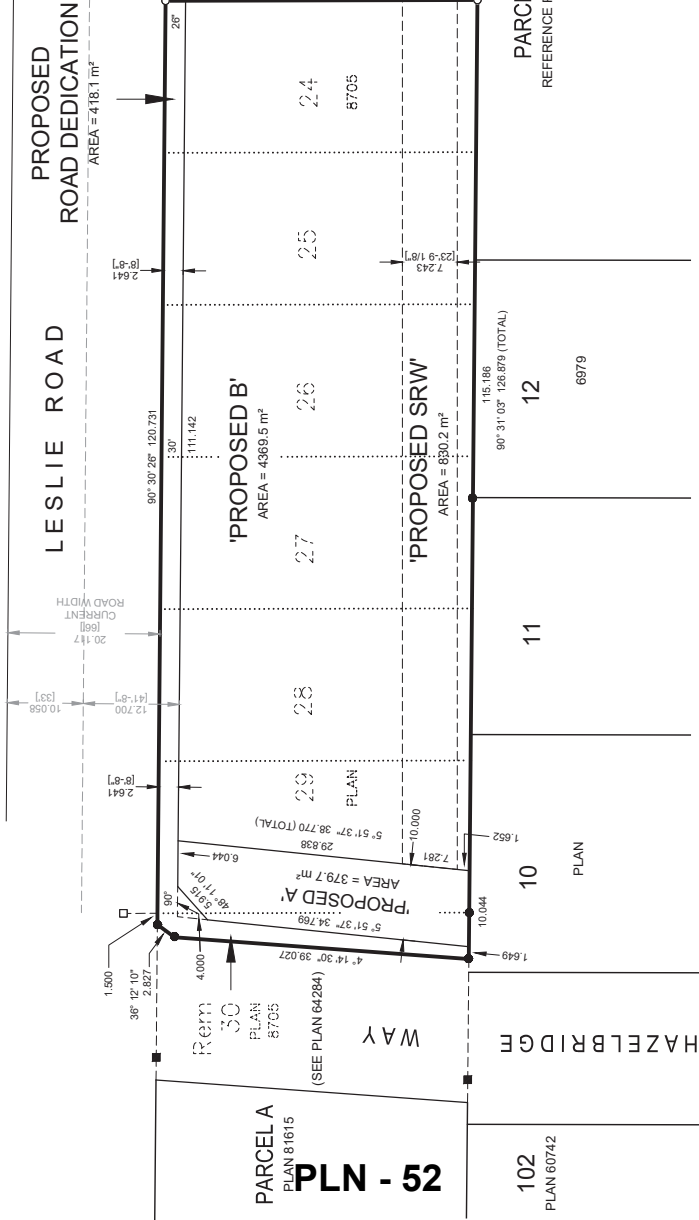 PROPOSED
ROAD DEDICATION
AREA = 418.1 m²
LESLIE ROAD
26"
24
8705
25
26
27
28
29
PLAN
PARC
REFERENCE
2.641
[8'-8"]
7.243
[23'-9 1/8"]
90° 30' 26" 120.731
30'
111.142
'PROPOSED B'
AREA = 4369.5 m²
'PROPOSED SRW'
AREA = 830.2 m²
115.186
90° 31' 03" 126.879 (TOTAL)
12
6979
11
10
PLAN
20.117
[66']
CURRENT
ROAD WIDTH
10.058
[33']
12.700
[41'-8"]
2.641
[8'-8"]
5° 51' 37" 38.770 (TOTAL)
29.838
10.000
7.281
1.652
6.044
'PROPOSED A'
AREA = 379.7 m²
48° 11' 01"
5.915
90°
5° 51' 37" 34.769
4° 14' 30" 39.027
4.000
10.044
1.649
1.500
36° 12' 10"
2.827
Rem
30
PLAN
8705
(SEE PLAN 64284)
WAY
HAZELBRIDGE
PARCEL A
PLAN 81615
PLN - 52
102
PLAN 60742